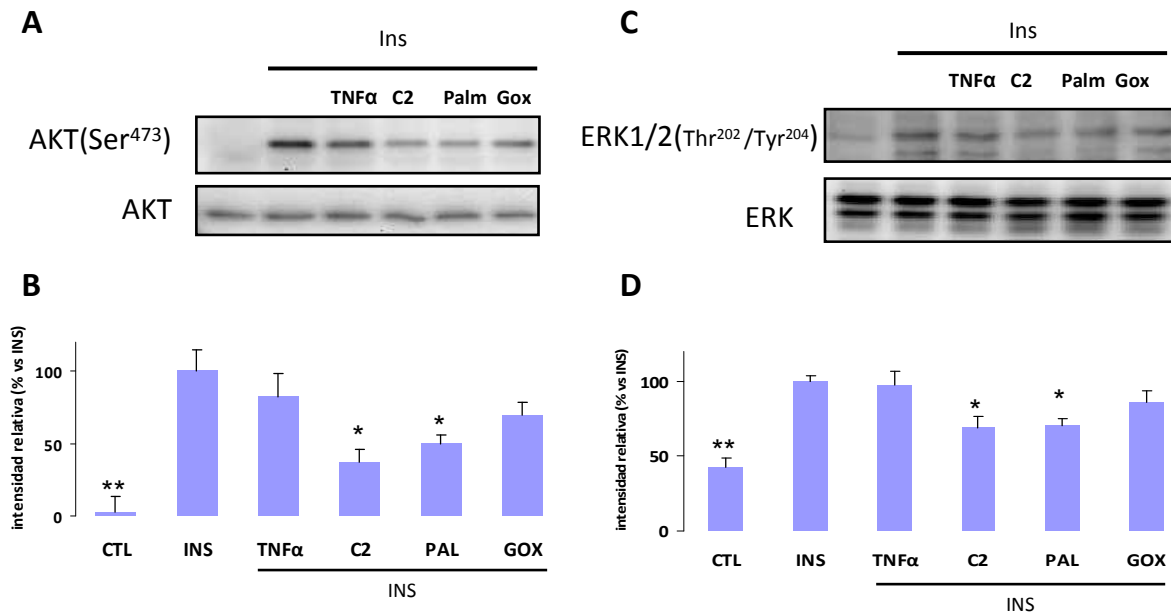 A
Ins
TNFα C2 Palm Gox
AKT(Ser473)
AKT
B
intensidad relativa (% vs INS)
100
50
0
**
*
*
CTL INS TNFα C2 PAL GOX
INS
C
Ins
TNFα C2 Palm Gox
ERK1/2(Thr202/Tyr204)
ERK
D
intensidad relativa (% vs INS)
100
50
0
**
*
*
CTL INS TNFα C2 PAL GOX
INS